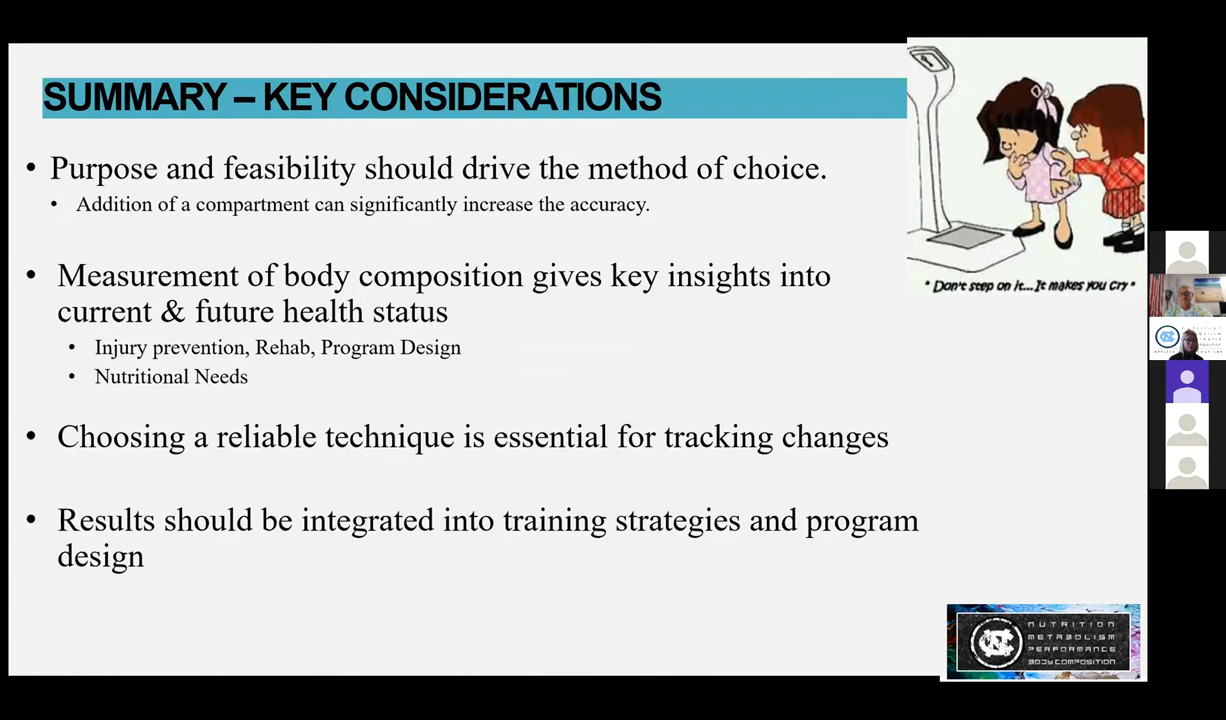 SUMMARY – KEY CONSIDERATIONS
• Purpose and feasibility should drive the method of choice.
• Addition of a compartment can significantly increase the accuracy.
• Measurement of body composition gives key insights into
current & future health status
• Injury prevention, Rehab, Program Design
• Nutritional Needs
• Choosing a reliable technique is essential for tracking changes
• Results should be integrated into training strategies and program
design
" Don't step on it... It makes you cry "
NC
NUTRITION
METABOLISM
PERFORMANCE
BODY COMPOSITION